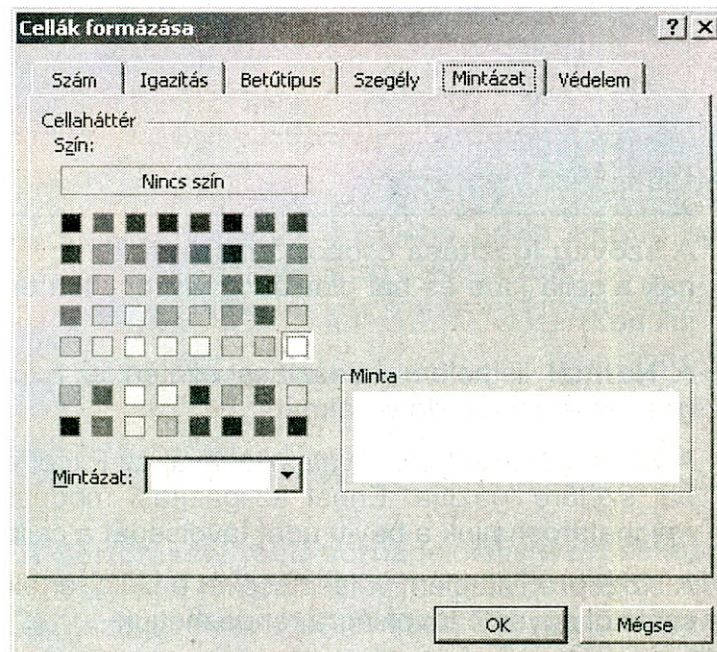 Cellák formázása
Szám Igazítás Betűtípus Szegély Mintázat Védelem
Cellaháttér
Szín:
Nincs szín
Minta
Mintázat:
OK Mégse